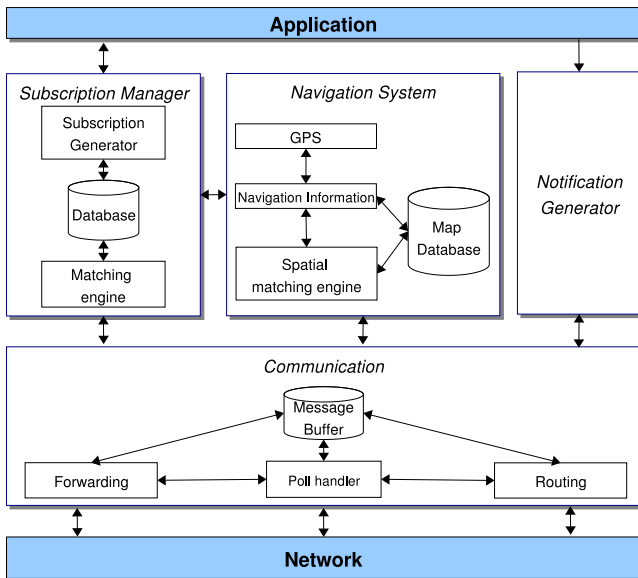 Application
Subscription Manager
Subscription
Generator
Database
Matching
engine
Navigation System
GPS
Navigation Information
Map
Database
Spatial
matching engine
Notification
Generator
Communication
Message
Buffer
Forwarding
Poll handler
Routing
Network